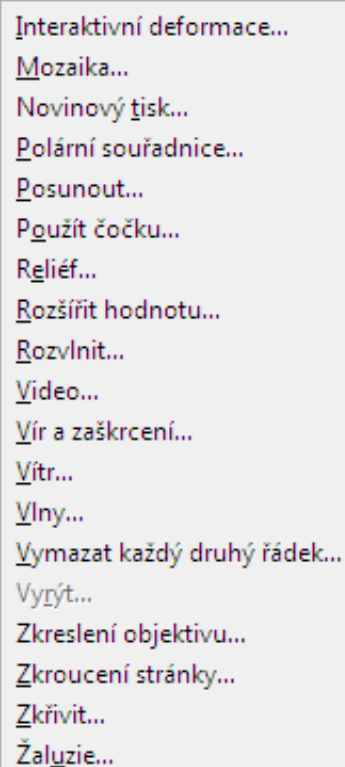 Interaktivní deformace...
Mozaika...
Novinový tisk...
Polární souřadnice...
Posunout...
Použít čočku...
Reliéf...
Rozšířit hodnotu...
Rozvlnit...
Video...
Vír a zaškrcení...
Vítr...
Vlny...
Vymazat každý druhý řádek...
Vyrýt...
Zkreslení objektivu...
Zkroucení stránky...
Zkřivit...
Žaluzie...